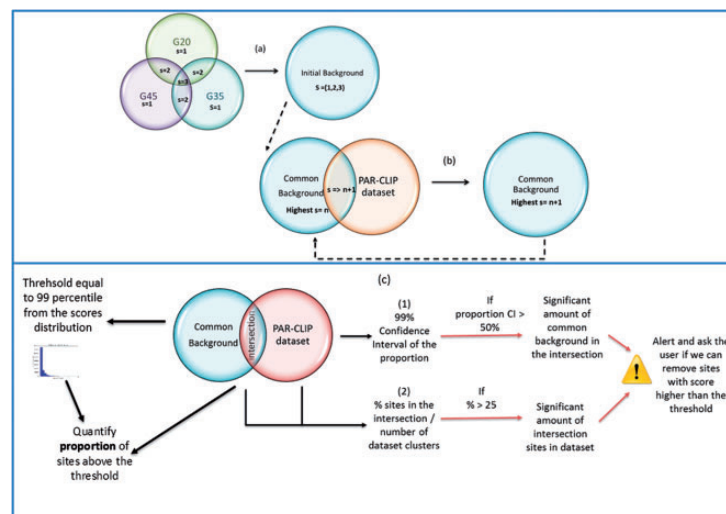 G20
s=1
s=2
s=2
s=3
G45
s=1
s=2
G35
S=1
(a)
Initial Background
S ={1,2,3}
Common
Background
Highest s= n
s => n+1
PAR-CLIP
dataset
(b)
Common
Background
Highest s= n+1
(c)
Threhsold equal
to 99 percentile
from the scores
distribution
Common
Background
intersection
PAR-CLIP
dataset
Quantify
proportion of
sites above the
threshold
(1)
99%
Confidence
Interval of the
proportion
If
proportion CI >
50%
Significant
amount of
common
background in
the intersection
(2)
% sites in the
intersection /
number of
dataset clusters
If
% > 25
Significant
amount of
intersection
sites in dataset
Alert and ask the
user if we can
remove sites
with score
higher than the
threshold